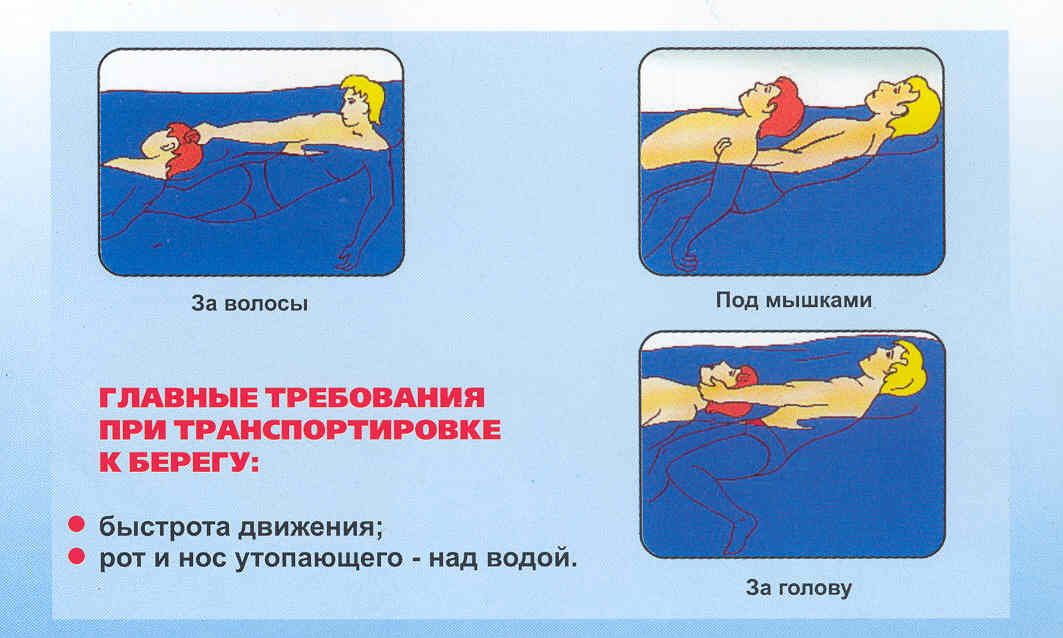 За волосы
Под мышками
ГЛАВНЫЕ ТРЕБОВАНИЯ
ПРИ ТРАНСПОРТИРОВКЕ
К БЕРЕГУ:
быстрота движения;
рот и нос утопающего - над водой.
За голову